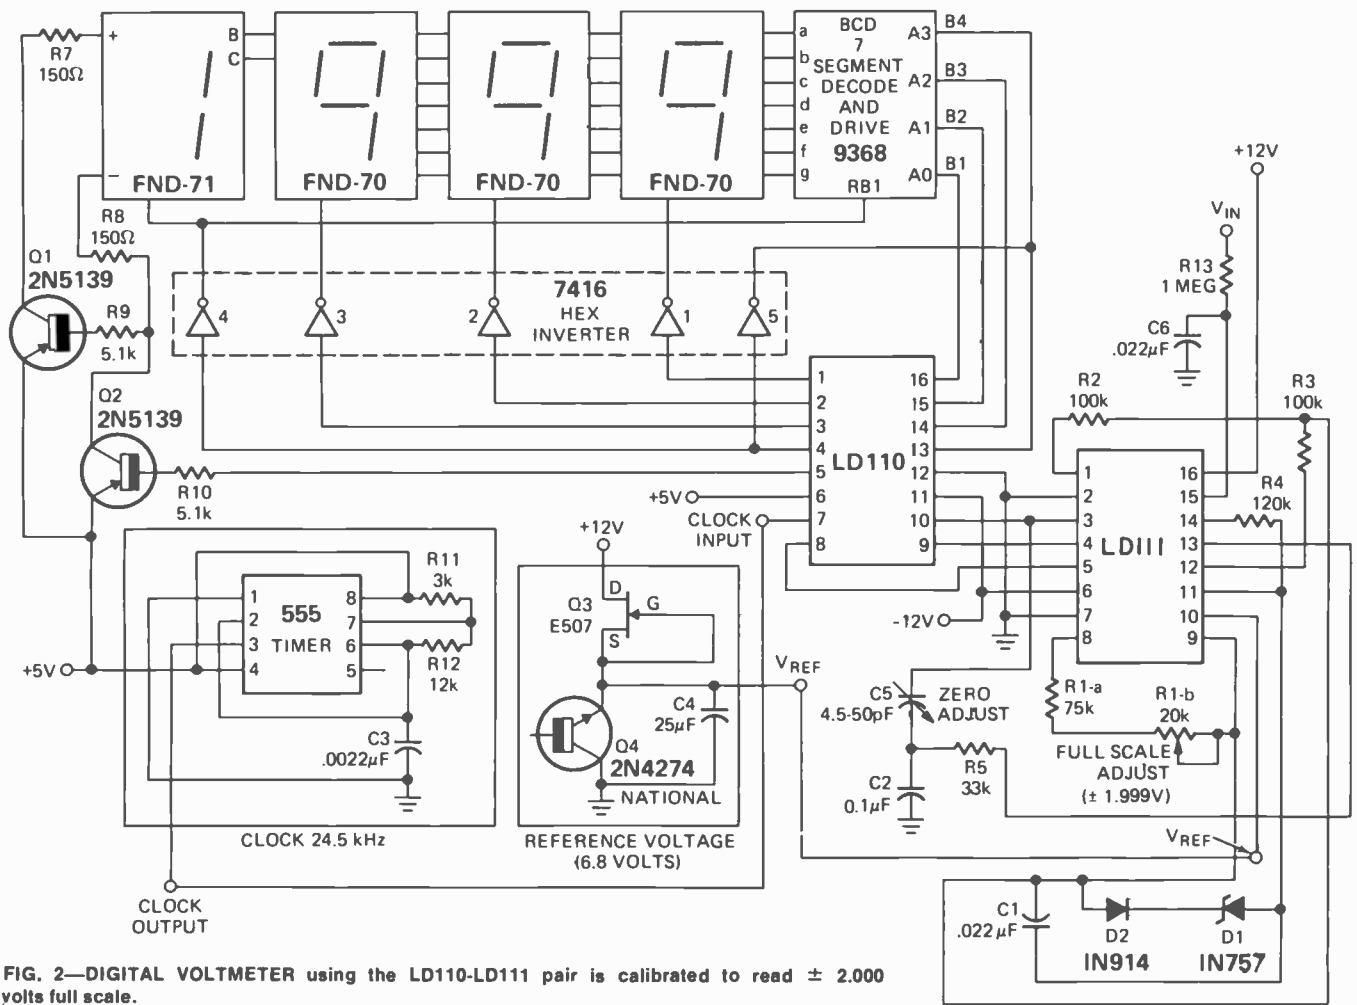 R7
150Ω
+
−
B
C
FND-71
FND-70
FND-70
FND-70
a
b
c
d
e
f
g
BCD
7
SEGMENT
DECODE
AND
DRIVE
9368
RB1
A3
A2
A1
A0
B4
B3
B2
B1
R8
150Ω
Q1
2N5139
R9
5.1k
Q2
2N5139
R10
5.1k
4
3
2
1
5
7416
HEX
INVERTER
+12V
VIN
R13
1 MEG
C6
.022µF
1
2
3
4
5
6
7
8
16
15
14
13
12
11
10
9
LD110
+5V
CLOCK
INPUT
-12V
R2
100k
R3
100k
R4
120k
1
2
3
4
5
6
7
8
16
15
14
13
12
11
10
9
LD111
R1-a
75k
R1-b
20k
FULL SCALE
ADJUST
(± 1.999V)
C5
4.5-50pF
ZERO
ADJUST
R5
33k
C2
0.1µF
VREF
C1
.022µF
D2
IN914
D1
IN757
+5V
555
TIMER
1
2
3
4
8
7
6
5
R11
3k
R12
12k
C3
.0022µF
CLOCK 24.5 kHz
CLOCK
OUTPUT
+12V
D
Q3
G
E507
S
VREF
C4
25µF
Q4
2N4274
NATIONAL
REFERENCE VOLTAGE
(6.8 VOLTS)
FIG. 2—DIGITAL VOLTMETER using the LD110-LD111 pair is calibrated to read ± 2.000
volts full scale.